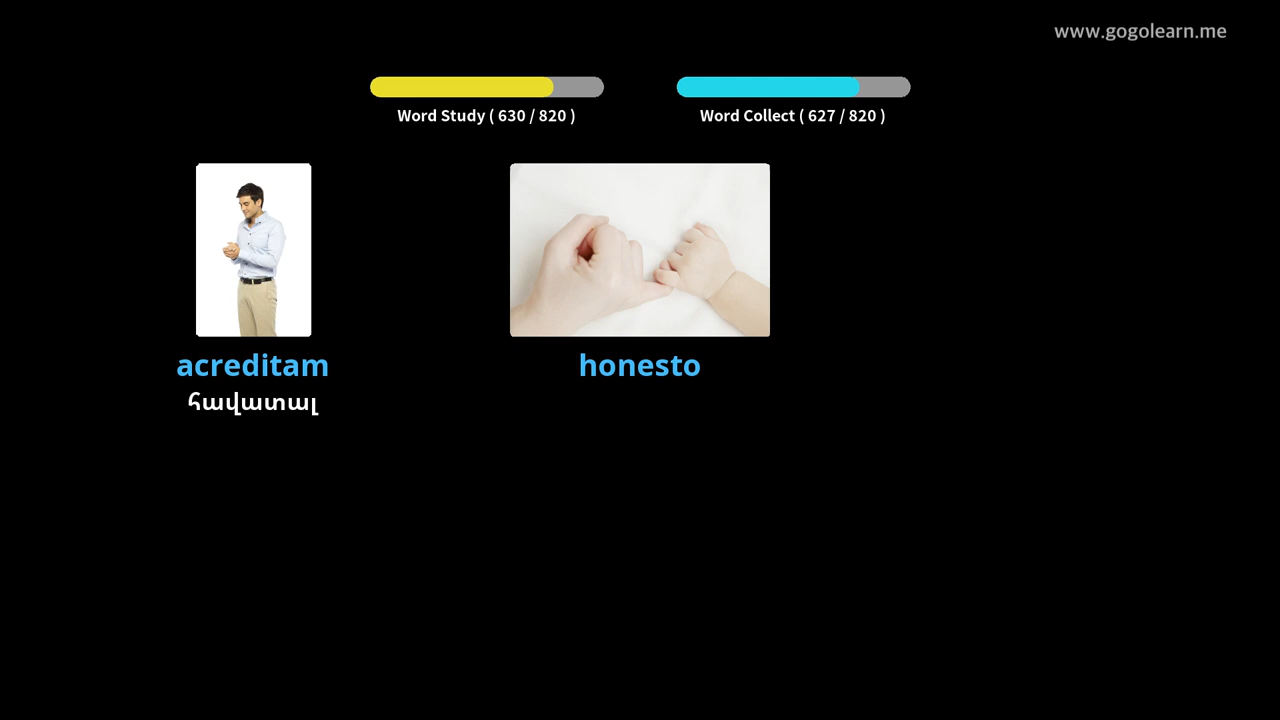 www.gogolearn.me
Word Study ( 630 / 820 )
Word Collect ( 627 / 820 )
acreditam
հավատալ
honesto